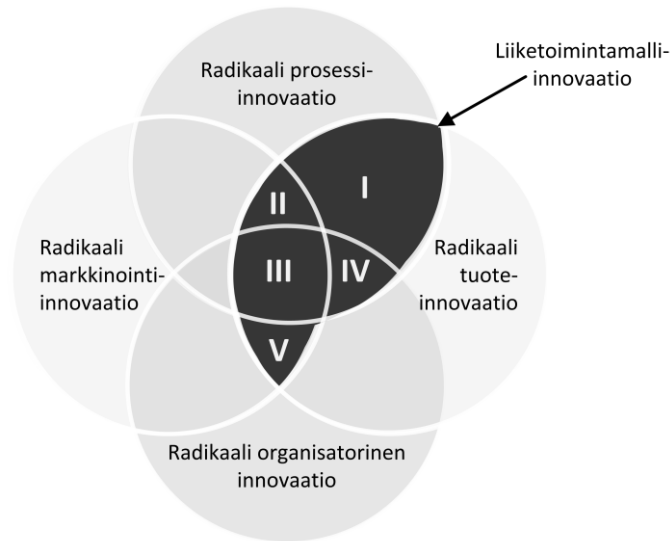 Radikaali prosessi-
innovaatio
Liiketoimintamalli-
innovaatio
I
II
Radikaali
markkinointi-
innovaatio
III
IV
Radikaali
tuote-
innovaatio
V
Radikaali organisatorinen
innovaatio